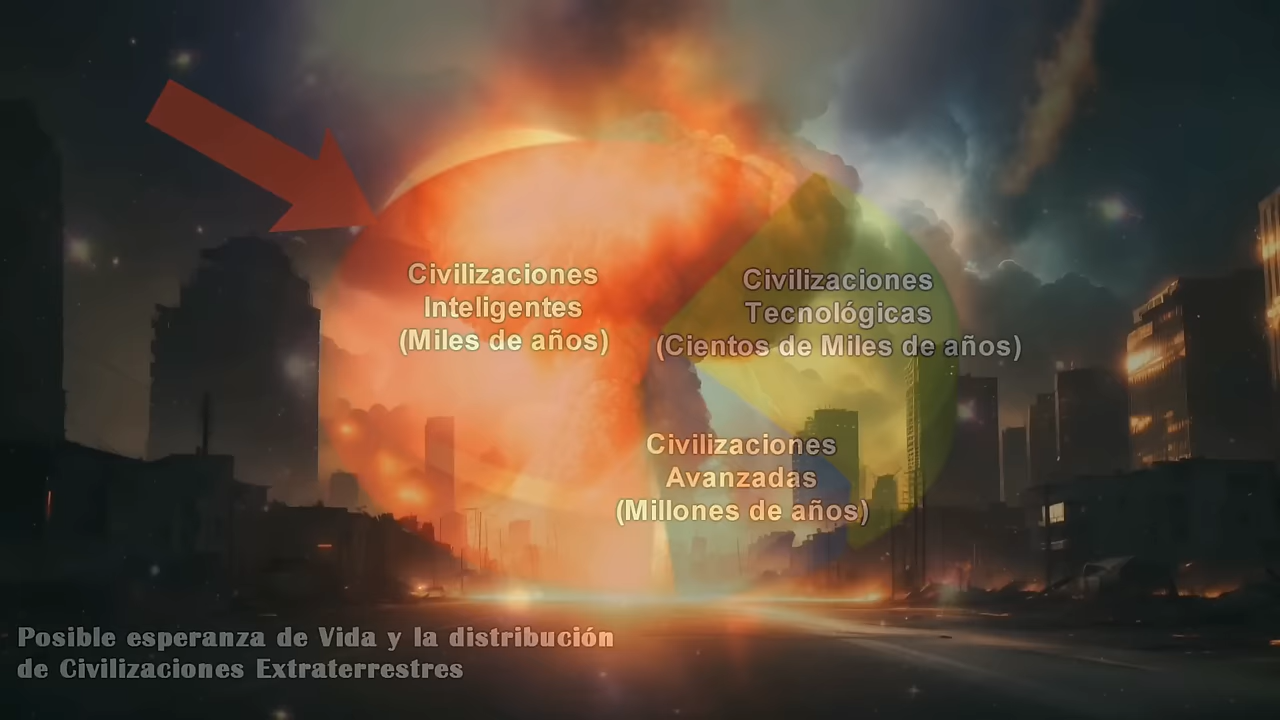 Civilizaciones
Inteligentes
(Miles de años)
Civilizaciones
Tecnológicas
(Cientos de Miles de años)
Civilizaciones
Avanzadas
(Millones de años)
Posible esperanza de Vida y la distribución
de Civilizaciones Extraterrestres